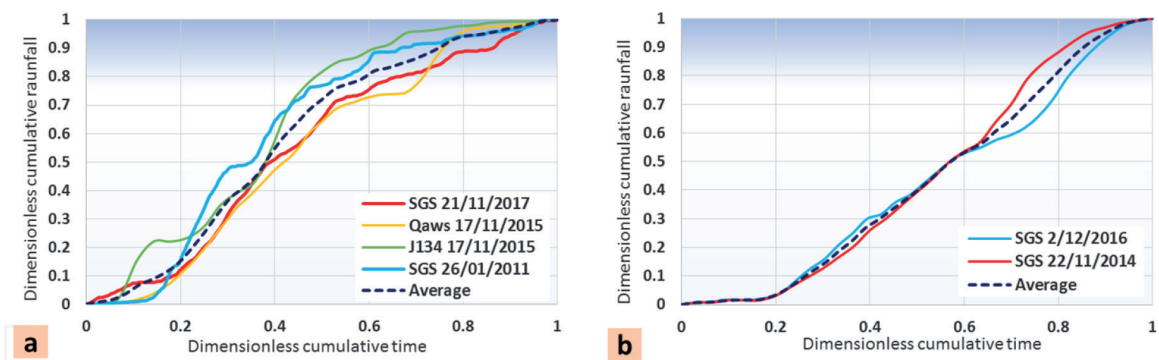 Dimensionless cumulative raunfall
1
0.9
0.8
0.7
0.6
0.5
0.4
0.3
0.2
0.1
0
SGS 21/11/2017
Qaws 17/11/2015
J134 17/11/2015
SGS 26/01/2011
Average
0 0.2 0.4 0.6 0.8 1
Dimensionless cumulative time
a
Dimensionless cumulative raunfall
1
0.9
0.8
0.7
0.6
0.5
0.4
0.3
0.2
0.1
0
SGS 2/12/2016
SGS 22/11/2014
Average
0 0.2 0.4 0.6 0.8 1
Dimensionless cumulative time
b